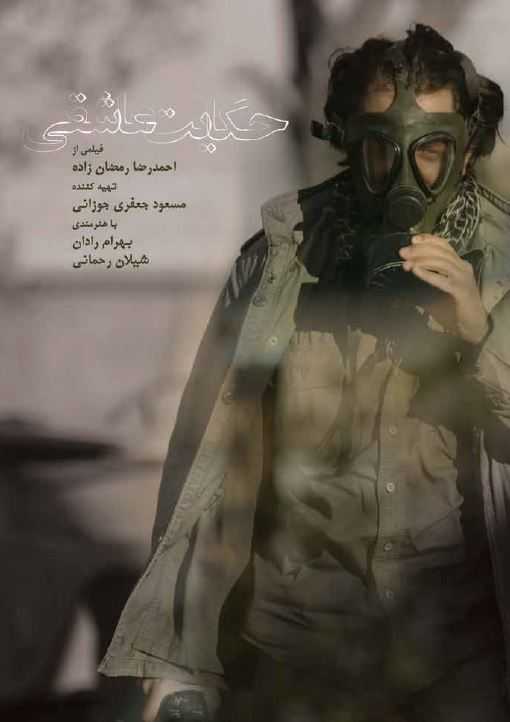 حکایت عاشقی
فیلمی از
احمدرضا رمضان زاده
تهیه کننده
مسعود جعفری جوزانی
با هنرمندی
بهرام رادان
شیلان رحمانی